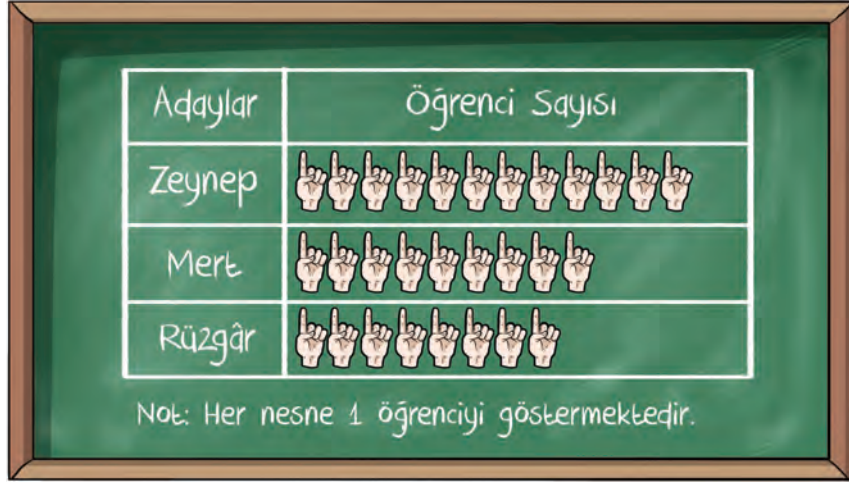 Adaylar Öğrenci Sayısı
Zeynep
Mert
Rüzgâr
Not: Her nesne 1 öğrenciyi göstermektedir.